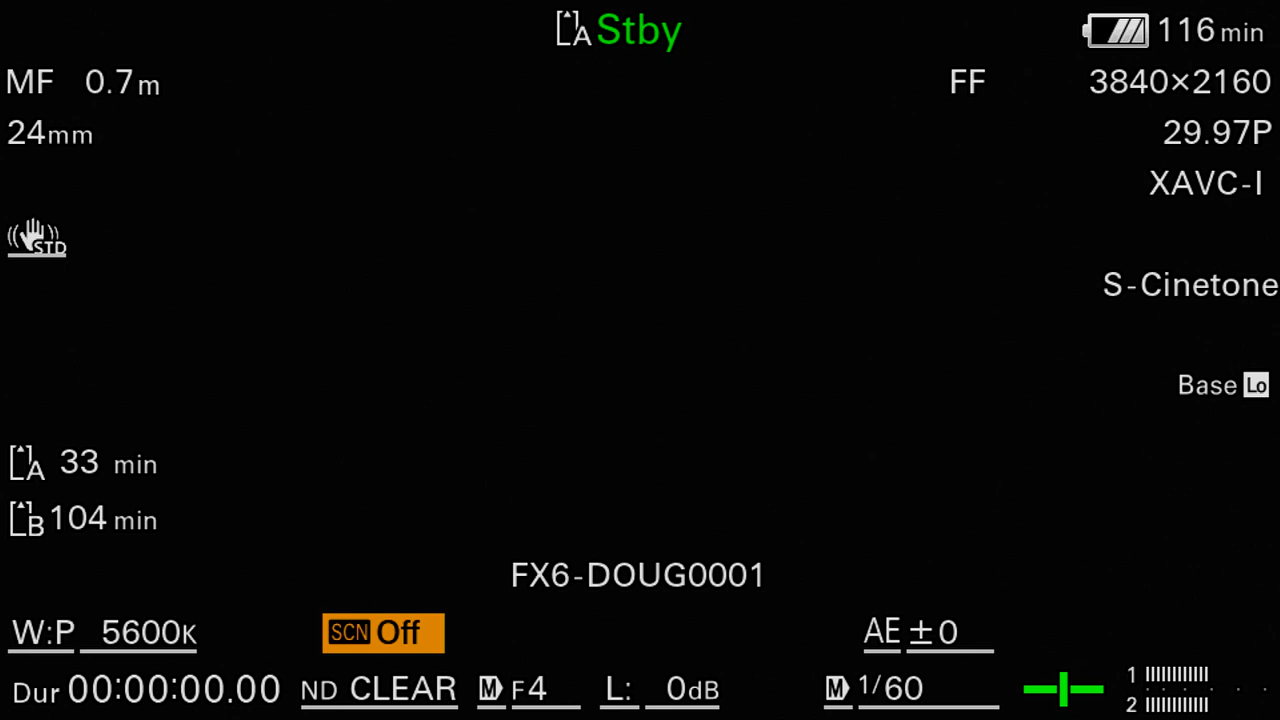 A Stby 116 min
MF 0.7m FF 3840×2160
24mm 29.97P
XAVC-I
STD
S-Cinetone
Base Lo
A 33 min
B 104 min
FX6-DOUG0001
W:P 5600K SCN Off AE ±0
Dur 00:00:00.00 ND CLEAR M F4 L: 0dB M 1/60 1
2